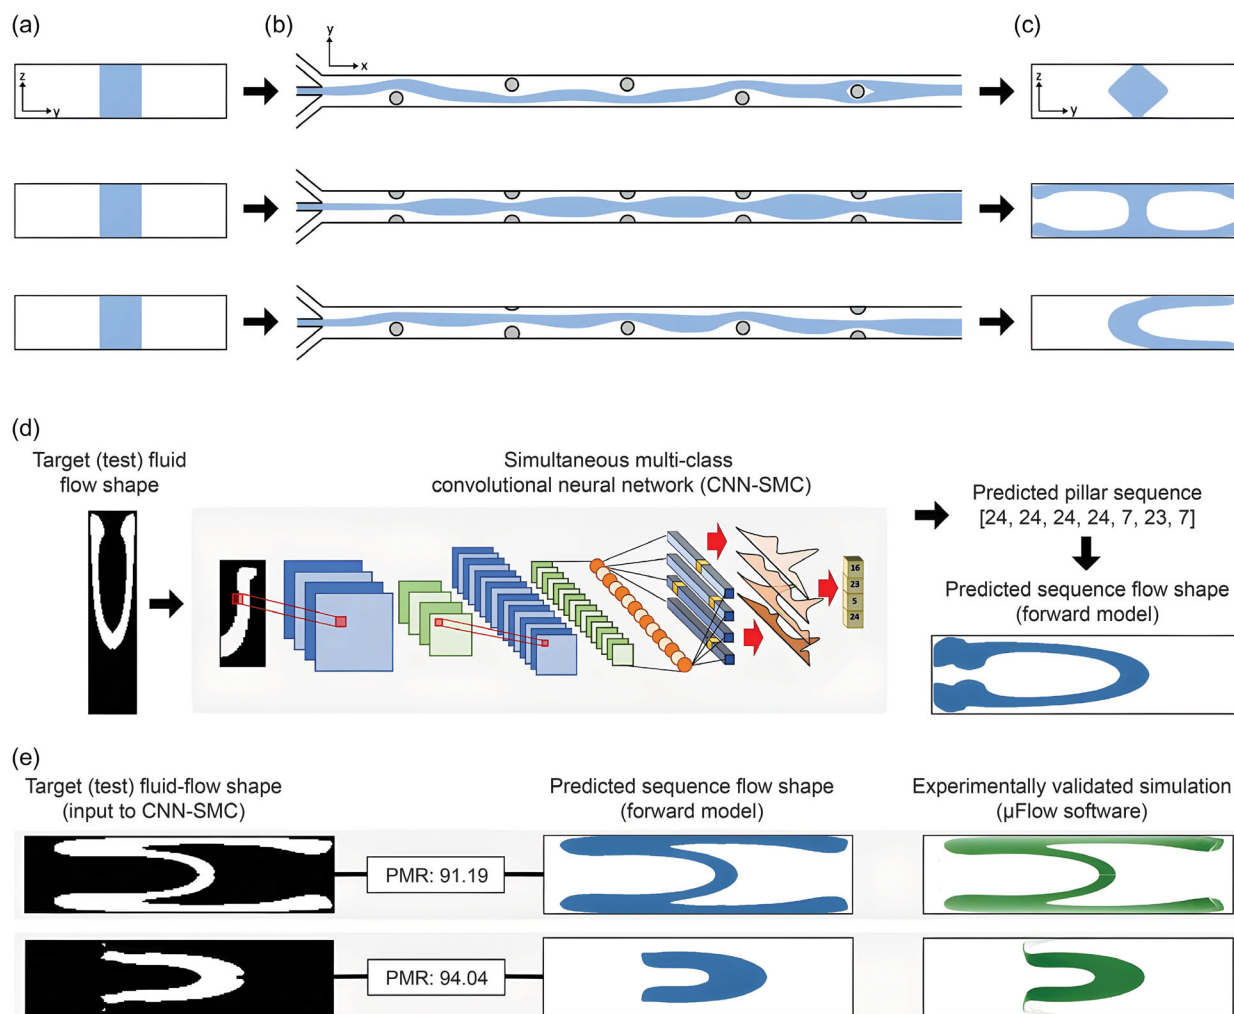 (a)
(b)
(c)
z
y
y
x
z
y
(d)
Target (test) fluid
flow shape
Simultaneous multi-class
convolutional neural network (CNN-SMC)
16
23
5
24
Predicted pillar sequence
[24, 24, 24, 24, 7, 23, 7]
Predicted sequence flow shape
(forward model)
(e)
Target (test) fluid-flow shape
(input to CNN-SMC)
Predicted sequence flow shape
(forward model)
Experimentally validated simulation
(µFlow software)
PMR: 91.19
PMR: 94.04